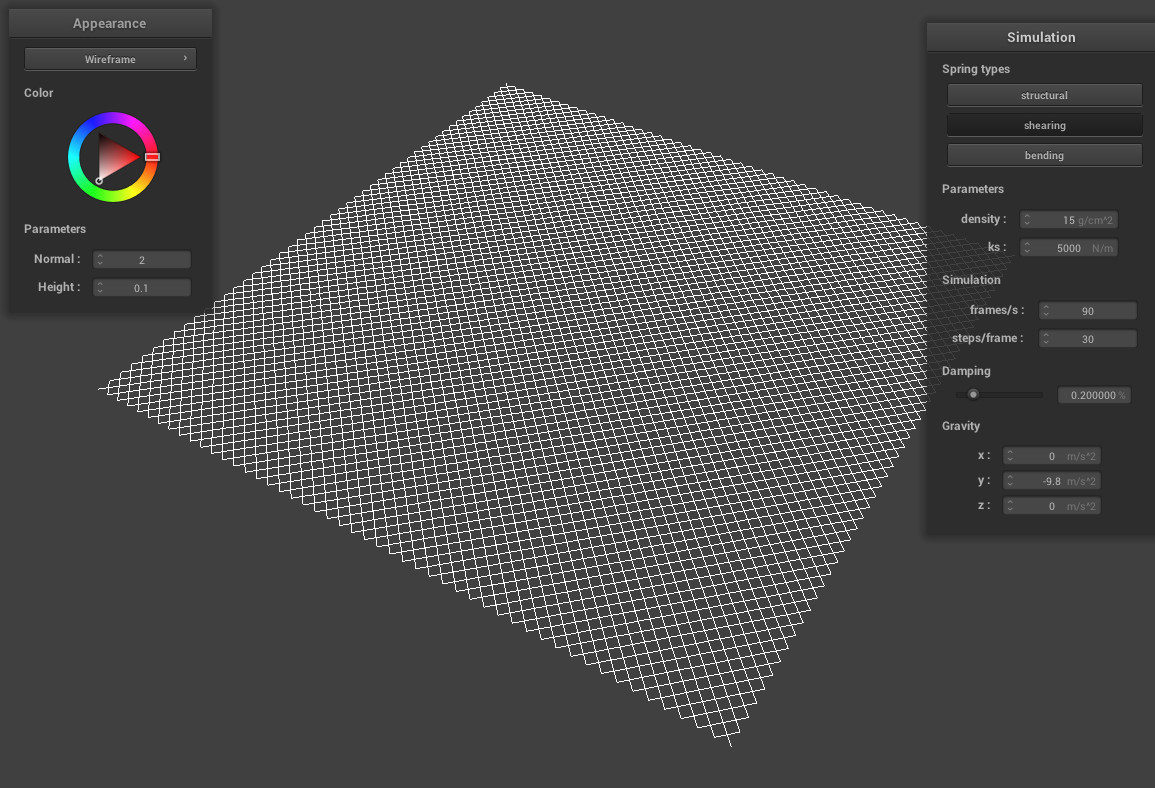 Appearance
Wireframe
Color
Parameters
Normal : 2
Height : 0.1
Simulation
Spring types
structural
shearing
bending
Parameters
density : 15 g/cm^2
ks : 5000 N/m
Simulation
frames/s : 90
steps/frame : 30
Damping
0.200000 %
Gravity
x : 0 m/s^2
y : -9.8 m/s^2
z : 0 m/s^2